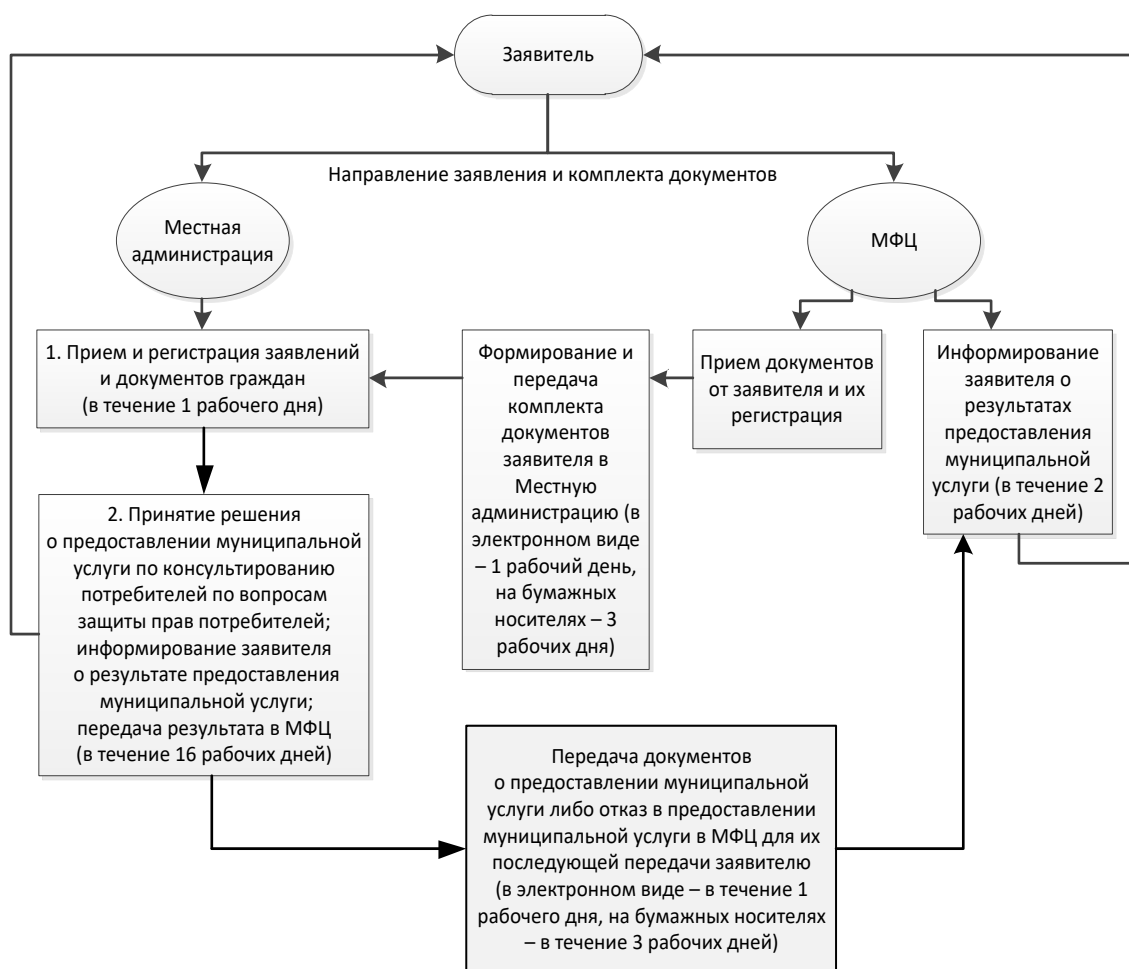 Заявитель
Направление заявления и комплекта документов
Местная
администрация
МФЦ
1. Прием и регистрация заявлений
и документов граждан
(в течение 1 рабочего дня)
Формирование и
передача
комплекта
документов
заявителя в
Местную
администрацию (в
электронном виде
– 1 рабочий день,
на бумажных
носителях – 3
рабочих дня)
Прием документов
от заявителя и их
регистрация
Информирование
заявителя о
результатах
предоставления
муниципальной
услуги (в течение 2
рабочих дней)
2. Принятие решения
о предоставлении муниципальной
услуги по консультированию
потребителей по вопросам
защиты прав потребителей;
информирование заявителя
о результате предоставления
муниципальной услуги;
передача результата в МФЦ
(в течение 16 рабочих дней)
Передача документов
о предоставлении муниципальной
услуги либо отказ в предоставлении
муниципальной услуги в МФЦ для их
последующей передачи заявителю
(в электронном виде – в течение 1
рабочего дня, на бумажных носителях
– в течение 3 рабочих дней)